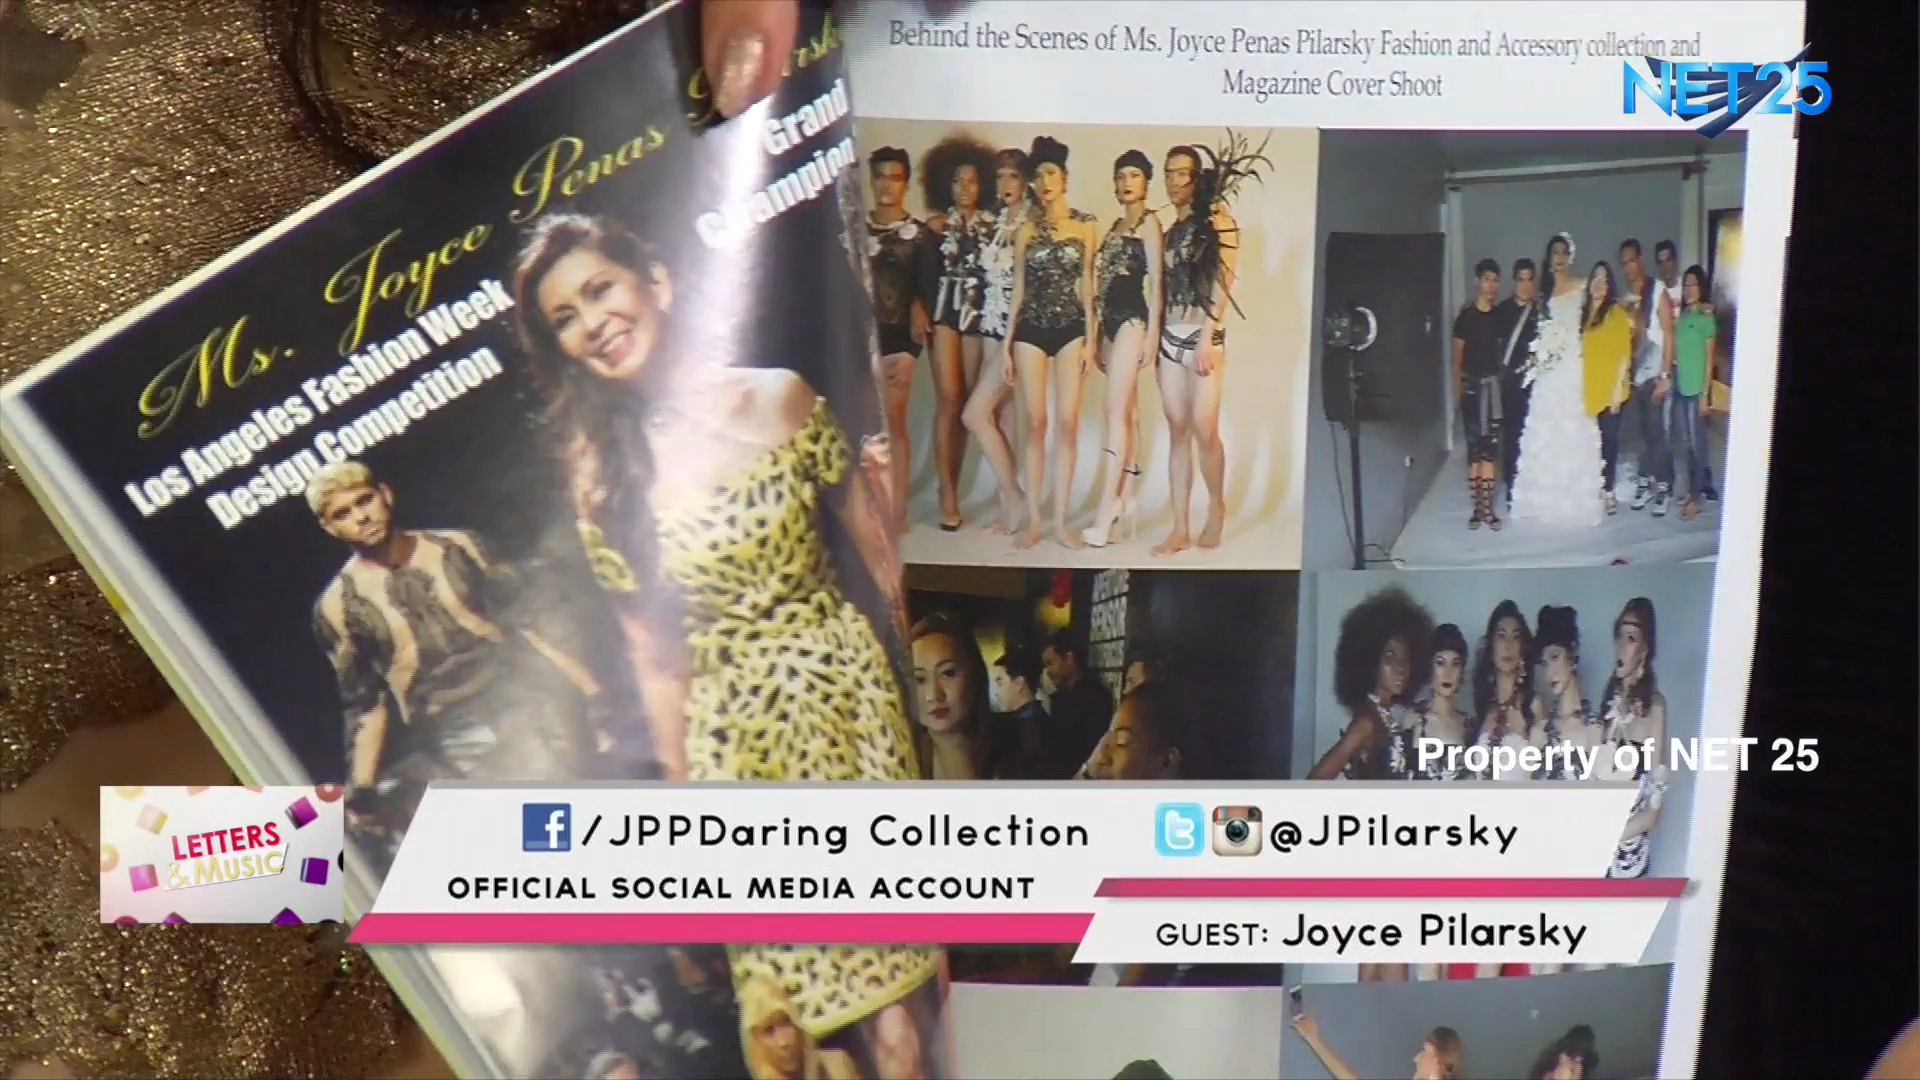 Behind the Scenes of Ms. Joyce Penas Pilarsky Fashion and Accessory collection and
Magazine Cover Shoot
NET25
Ms. Joyce Penas
Grand
Champion
Los Angeles Fashion Week
Design Competition
SENSOR
Property of NET 25
LETTERS
& MUSIC
/JPPDaring Collection
@JPilarsky
OFFICIAL SOCIAL MEDIA ACCOUNT
GUEST: Joyce Pilarsky